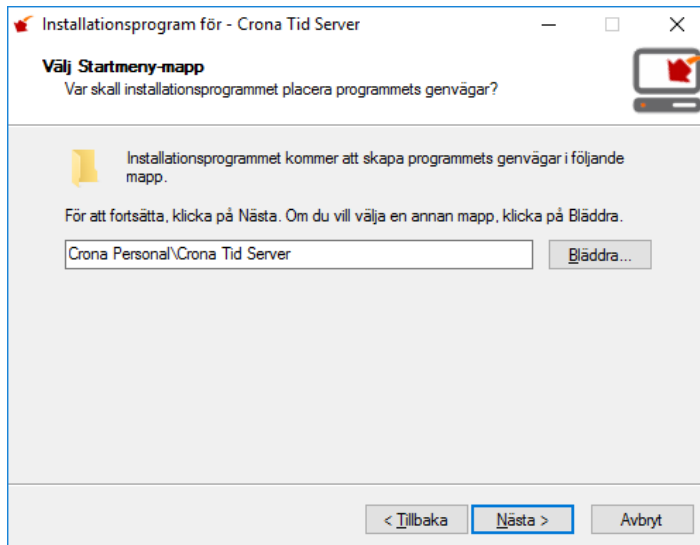 Installationsprogram för - Crona Tid Server
Välj Startmeny-mapp
Var skall installationsprogrammet placera programmets genvägar?
Installationsprogrammet kommer att skapa programmets genvägar i följande
mapp.
För att fortsätta, klicka på Nästa. Om du vill välja en annan mapp, klicka på Bläddra.
Crona Personal\Crona Tid Server
Bläddra...
< Tillbaka
Nästa >
Avbryt